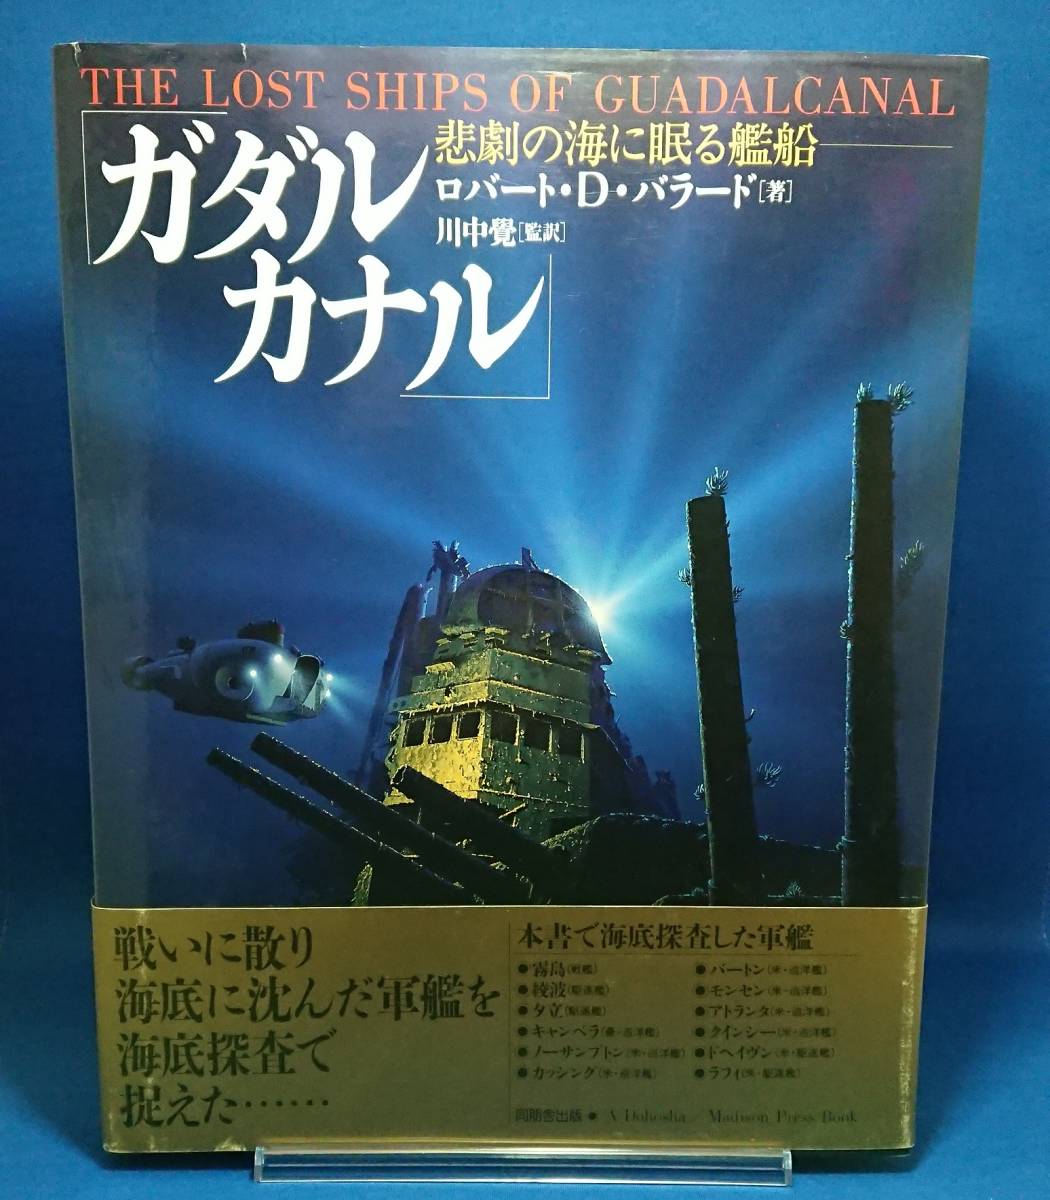 THE LOST SHIPS OF GUADALCANAL
「ガダル
カナル」
悲劇の海に眠る艦船
ロバート・D・バラード[著]
川中覺[監訳]
戦いに散り
海底に沈んだ軍艦を
海底探査で
捉えた……
本書で海底探査した軍艦
●霧島(戦艦)
●綾波(駆逐艦)
●夕立(駆逐艦)
●キャンベラ(豪・巡洋艦)
●ノーサンプトン(米・巡洋艦)
●カッシング(米・巡洋艦)
●バートン(米・巡洋艦)
●モンセン(米・巡洋艦)
●アトランタ(米・巡洋艦)
●クインシー(米・巡洋艦)
●ドヘイヴン(米・駆逐艦)
●ラフィ(米・駆逐艦)
同朋舎出版●A Dohosha / Madison Press Book